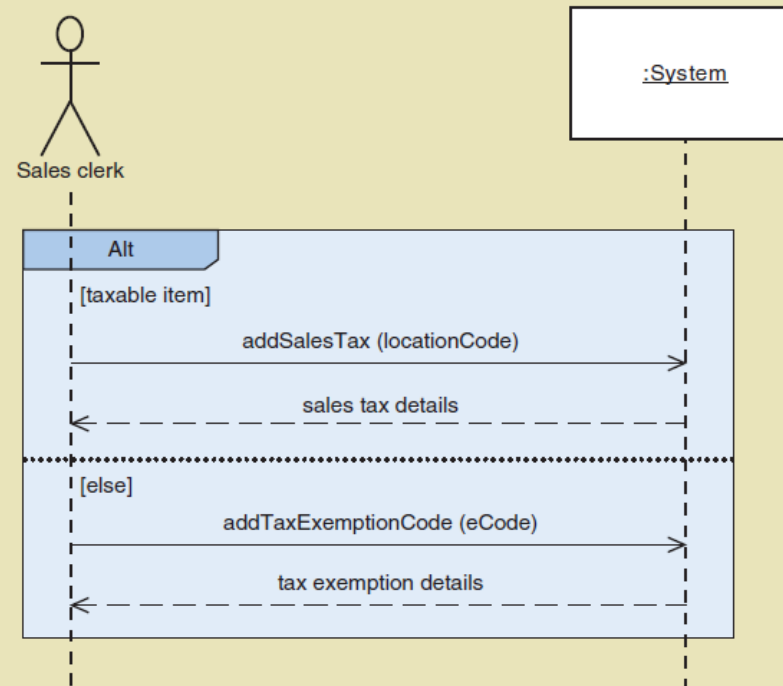 :System
Sales clerk
Alt
[taxable item]
addSalesTax (locationCode)
sales tax details
[else]
addTaxExemptionCode (eCode)
tax exemption details